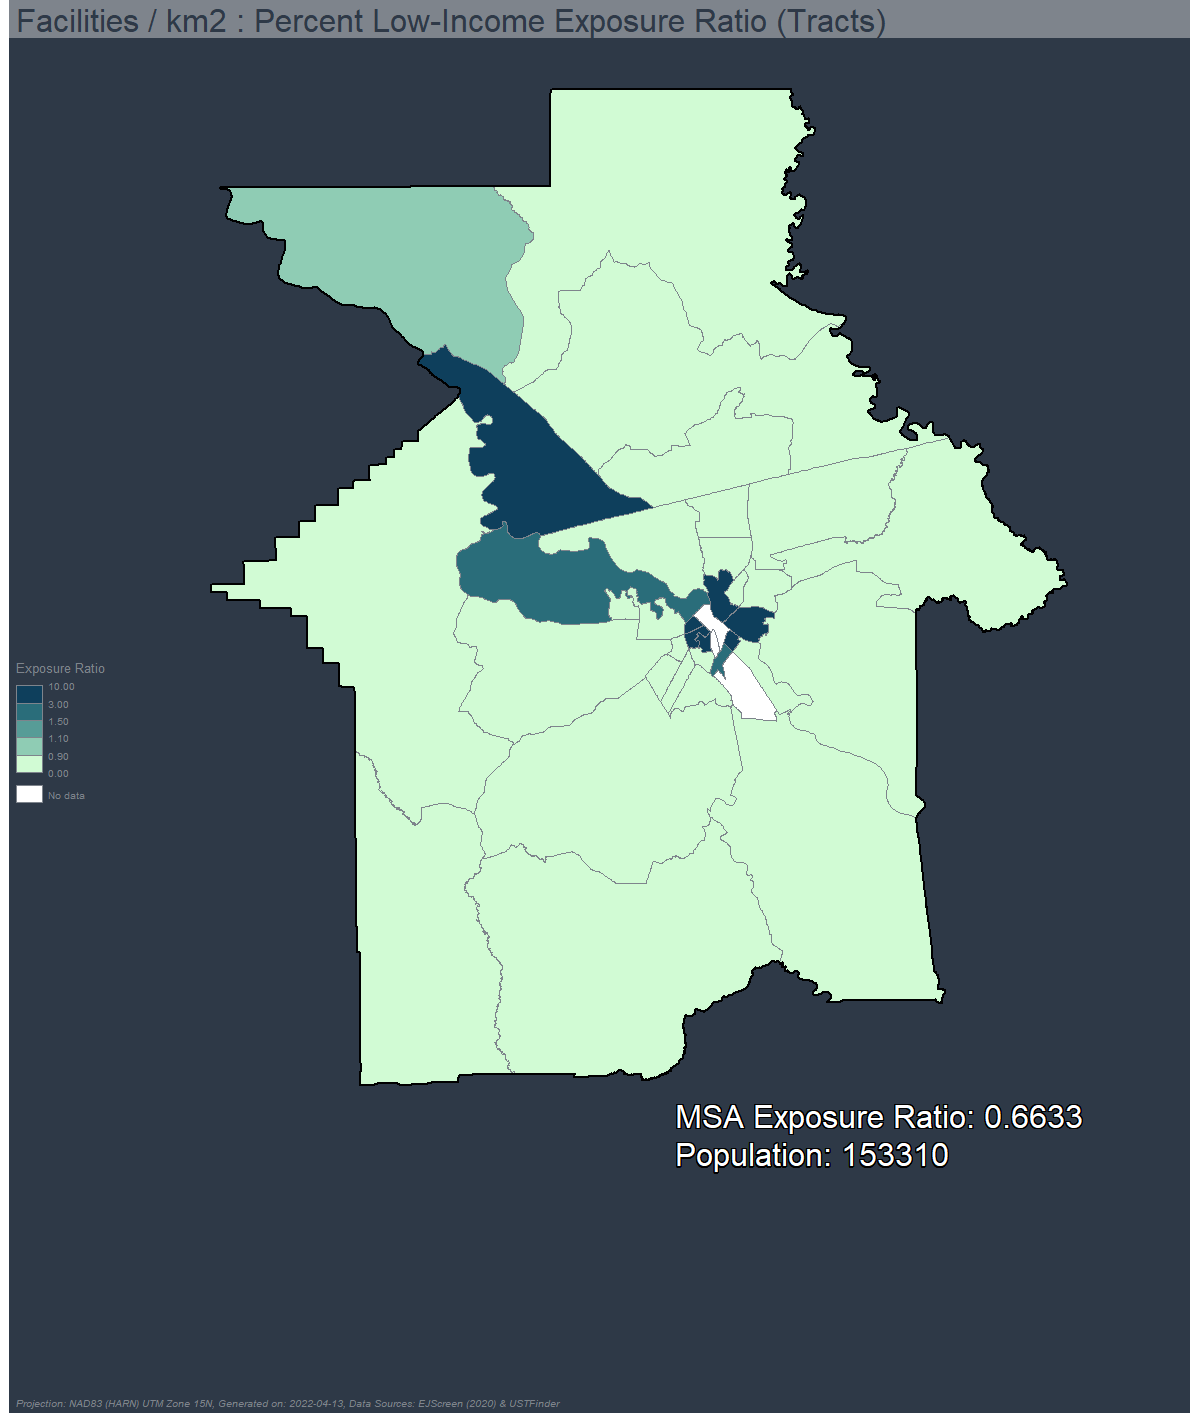 Facilities / km2 : Percent Low-Income Exposure Ratio (Tracts)
Exposure Ratio
10.00
3.00
1.50
1.10
0.90
0.00
No data
MSA Exposure Ratio: 0.6633
Population: 153310
Projection: NAD83 (HARN) UTM Zone 15N, Generated on: 2022-04-13, Data Sources: EJScreen (2020) & USTFinder